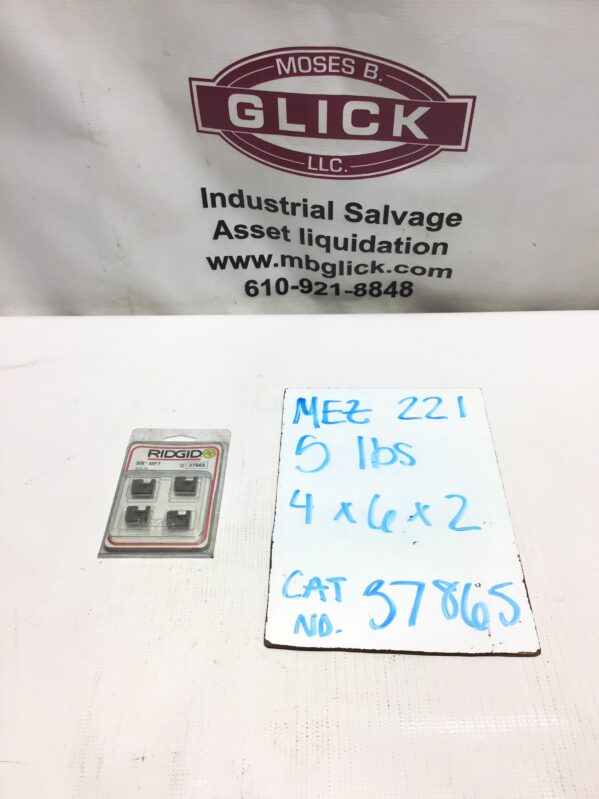 MOSES B.
GLICK
LLC.
Industrial Salvage
Asset liquidation
www.mbglick.com
610-921-8848
RIDGID
3/8" NPT
37865
MEZ 221
5 lbs
4 x 6 x 2
CAT NO. 37865